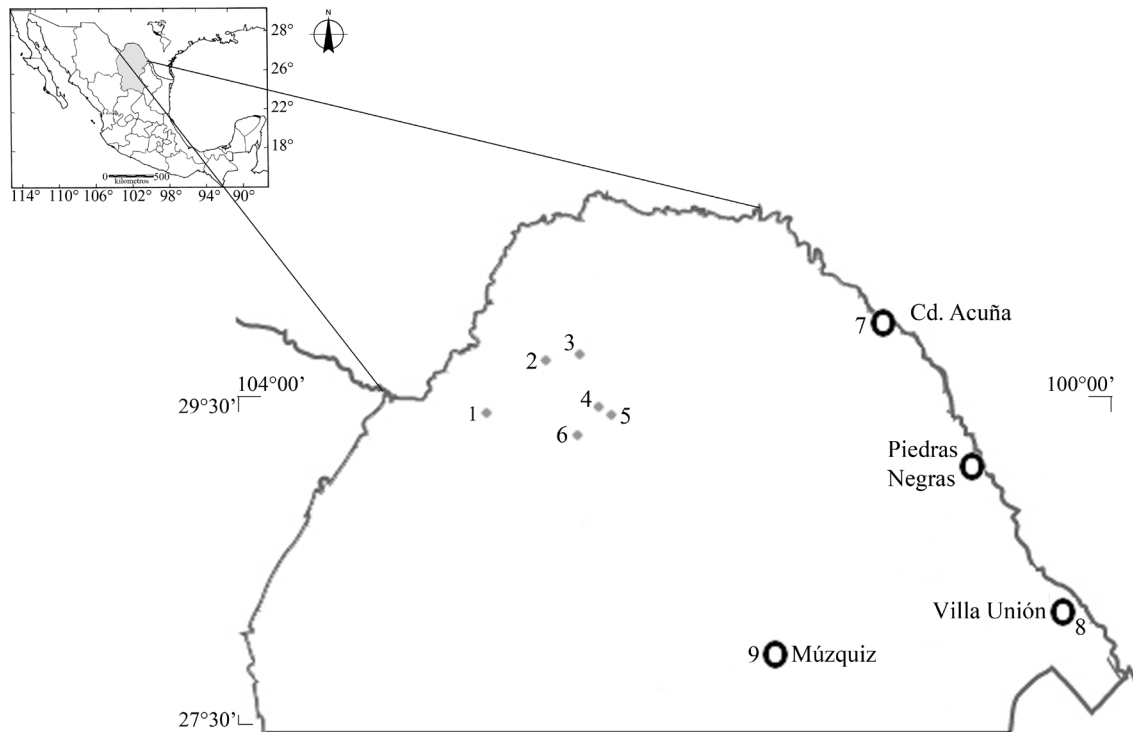 N
28°
26°
22°
18°
0 500
kilometros
114° 110° 106° 102° 98° 94° 90°
7 Cd. Acuña
3
2
104°00’ 100°00’
29°30’
4
1 5
6
Piedras
Negras
Villa Unión
8
9 Múzquiz
27°30’